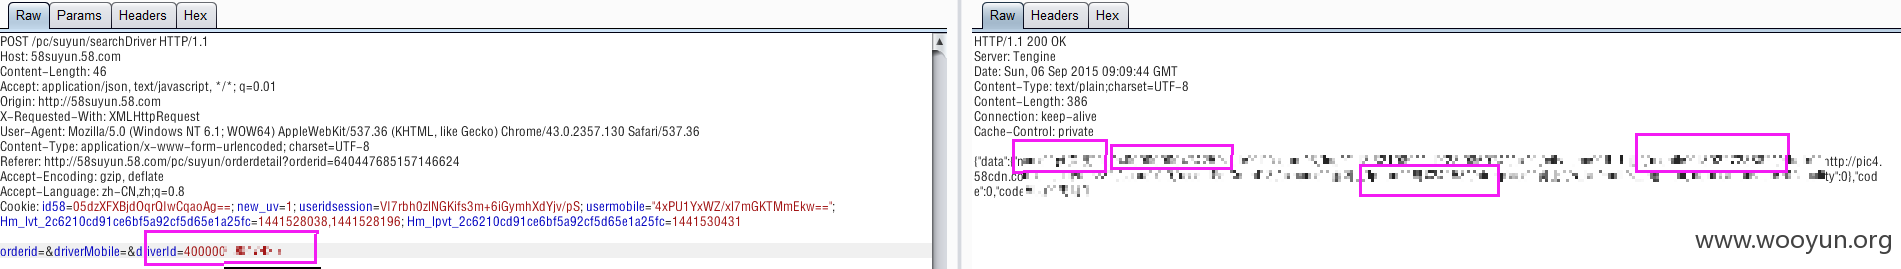 Raw Params Headers Hex
POST /pc/suyun/searchDriver HTTP/1.1
Host: 58suyun.58.com
Content-Length: 46
Accept: application/json, text/javascript, */*; q=0.01
Origin: http://58suyun.58.com
X-Requested-With: XMLHttpRequest
User-Agent: Mozilla/5.0 (Windows NT 6.1; WOW64) AppleWebKit/537.36 (KHTML, like Gecko) Chrome/43.0.2357.130 Safari/537.36
Content-Type: application/x-www-form-urlencoded; charset=UTF-8
Referer: http://58suyun.58.com/pc/suyun/orderdetail?orderid=640447685157146624
Accept-Encoding: gzip, deflate
Accept-Language: zh-CN,zh;q=0.8
Cookie: id58=05dzXFXBjdOqrQlwCqaoAg==; new_uv=1; useridsession=Vl7rbh0zlNGKifs3m+6iGymhXdYjv/pS; usermobile="4xPU1YxWZ/xI7mGKTMmEkw==";
Hm_lvt_2c6210cd91ce6bf5a92cf5d65e1a25fc=1441528038,1441528196; Hm_lpvt_2c6210cd91ce6bf5a92cf5d65e1a25fc=1441530431
orderid=&driverMobile=&driverId=400000
Raw Headers Hex
HTTP/1.1 200 OK
Server: Tengine
Date: Sun, 06 Sep 2015 09:09:44 GMT
Content-Type: text/plain;charset=UTF-8
Content-Length: 386
Connection: keep-alive
Cache-Control: private
{"data":{ http://pic4.
58cdn.co ty":0},"cod
e":0,"code
www.wooyun.org